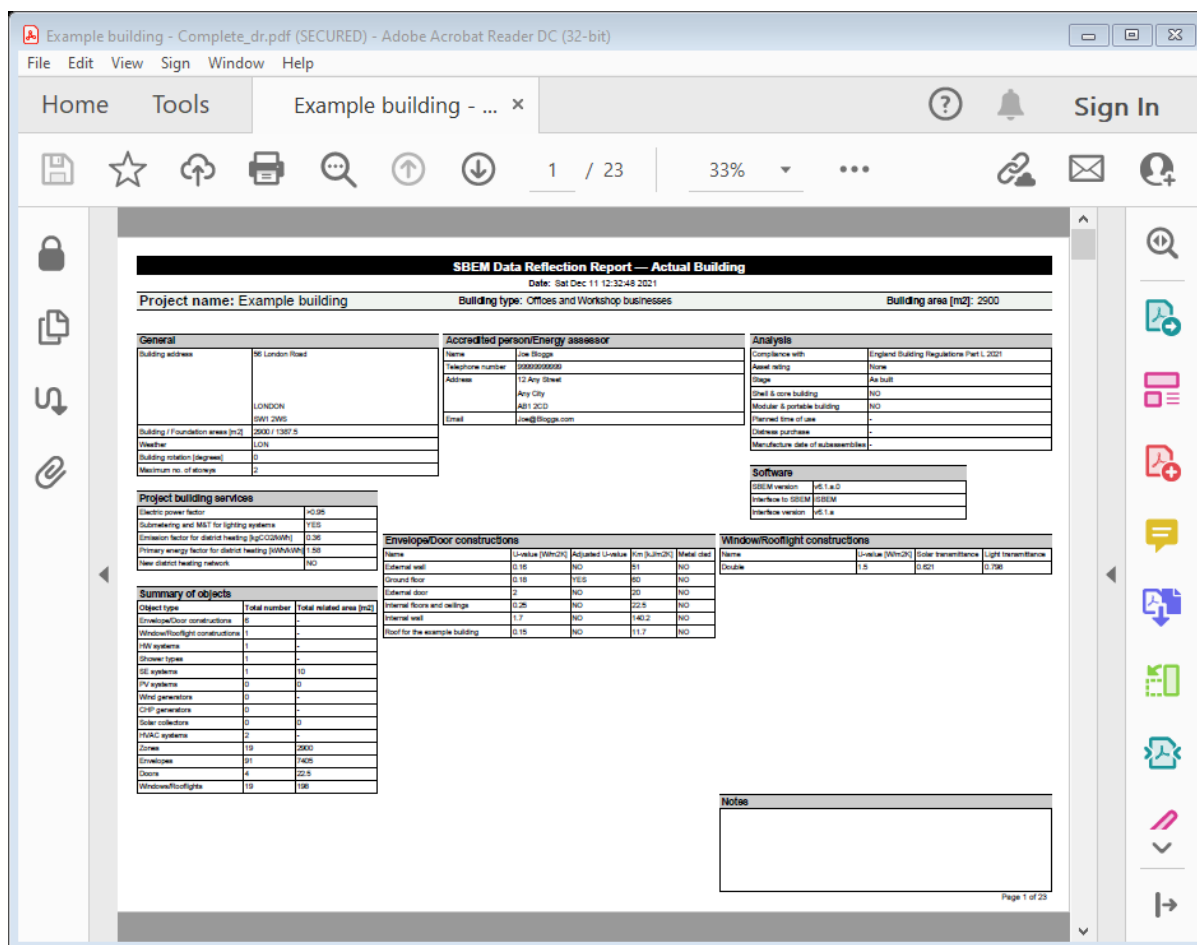 Example building - Complete_dr.pdf (SECURED) - Adobe Acrobat Reader DC (32-bit)
File Edit View Sign Window Help
Home Tools Example building - ... × Sign In
1 / 23 33%
SBEM Data Reflection Report — Actual Building
Date: Sat Dec 11 12:32:48 2021
Project name: Example building Building type: Offices and Workshop businesses Building area [m2]: 2900
General
Building address 56 London Road
LONDON
SW1 2WS
Building / Foundation areas [m2] 2900 / 1387.5
Weather LON
Building rotation [degrees] 0
Maximum no. of storeys 2
Accredited person/Energy assessor
Name Joe Bloggs
Telephone number 99999999999
Address 12 Any Street
Any City
AB1 2CD
Email Joe@Bloggs.com
Analysis
Compliance with England Building Regulations Part L 2021
Asset rating None
Stage As built
Shell & core building NO
Modular & portable building NO
Planned time of use -
Distress purchase -
Manufacture date of subassemblies -
Software
SBEM version v6.1.a.0
Interface to SBEM iSBEM
Interface version v6.1.a
Project building services
Electric power factor >0.95
Submetering and M&T for lighting systems YES
Emission factor for district heating [kgCO2/kWh] 0.36
Primary energy factor for district heating [kWh/kWh] 1.58
New district heating network NO
Summary of objects
Object type Total number Total related area [m2]
Envelope/Door constructions 6 -
Window/Rooflight constructions 1 -
HW systems 1 -
Shower types 1 -
SE systems 1 10
PV systems 0 0
Wind generators 0 -
CHP generators 0 -
Solar collectors 0 0
HVAC systems 2 -
Zones 19 2900
Envelopes 91 7405
Doors 4 22.5
Windows/Rooflights 19 198
Envelope/Door constructions
Name U-value [W/m2K] Adjusted U-value Km [kJ/m2K] Metal clad
External wall 0.16 NO 51 NO
Ground floor 0.18 YES 60 NO
External door 2 NO 20 NO
Internal floors and ceilings 0.25 NO 22.5 NO
Internal wall 1.7 NO 140.2 NO
Roof for the example building 0.15 NO 11.7 NO
Window/Rooflight constructions
Name U-value [W/m2K] Solar transmittance Light transmittance
Double 1.5 0.621 0.798
Notes
Page 1 of 23